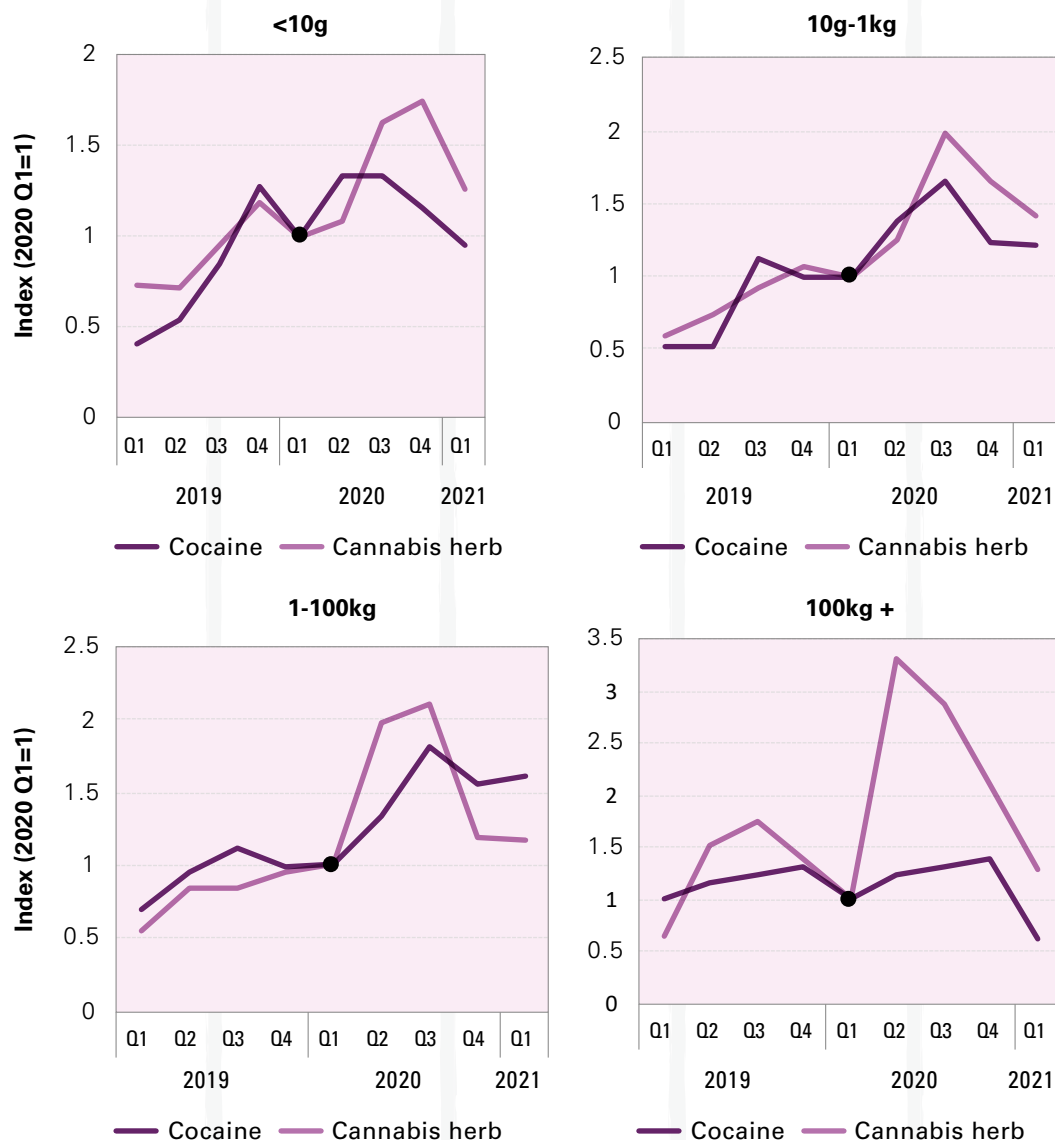 <10g
Index (2020 Q1=1)
2
1.5
1
0.5
0
Q1 Q2 Q3 Q4 Q1 Q2 Q3 Q4 Q1
2019 2020 2021
Cocaine Cannabis herb
10g-1kg
2.5
2
1.5
1
0.5
0
Q1 Q2 Q3 Q4 Q1 Q2 Q3 Q4 Q1
2019 2020 2021
Cocaine Cannabis herb
1-100kg
Index (2020 Q1=1)
2.5
2
1.5
1
0.5
0
Q1 Q2 Q3 Q4 Q1 Q2 Q3 Q4 Q1
2019 2020 2021
Cocaine Cannabis herb
100kg +
3.5
3
2.5
2
1.5
1
0.5
0
Q1 Q2 Q3 Q4 Q1 Q2 Q3 Q4 Q1
2019 2020 2021
Cocaine Cannabis herb